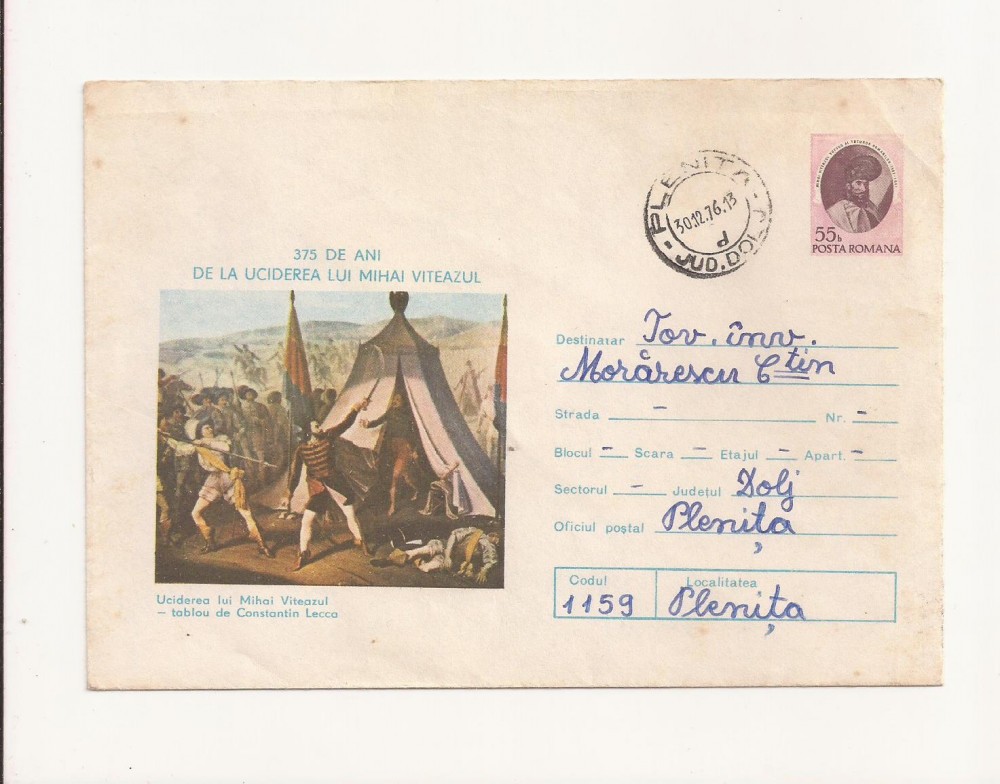 PLENIȚA
30.12.76.13
d
JUD. DOLJ
55b
POSTA ROMANA
375 DE ANI
DE LA UCIDEREA LUI MIHAI VITEAZUL
Uciderea lui Mihai Viteazul
– tablou de Constantin Lecca
Destinatar Tov. înv.
Morărescu C-tin
Strada – Nr. –
Blocul – Scara – Etajul – Apart. –
Sectorul – Județul Dolj
Oficiul poștal Plenița
Codul Localitatea
1159 Plenița